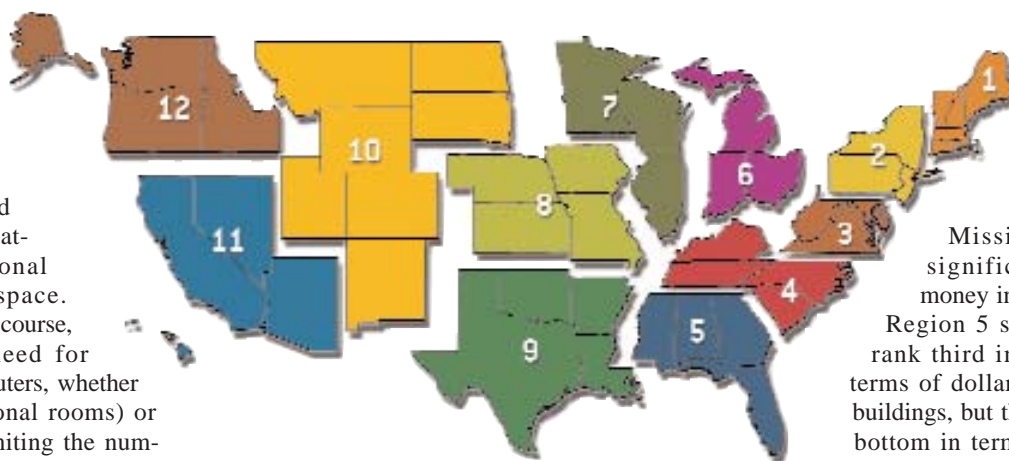 d
at-
onal
space.
course,
eed for
uters, whether
onal rooms) or
niting the num-
12
10
11
7
8
9
6
5
4
3
2
1
Missi
signific
money in
Region 5 s
rank third in
terms of dollar
buildings, but th
bottom in term